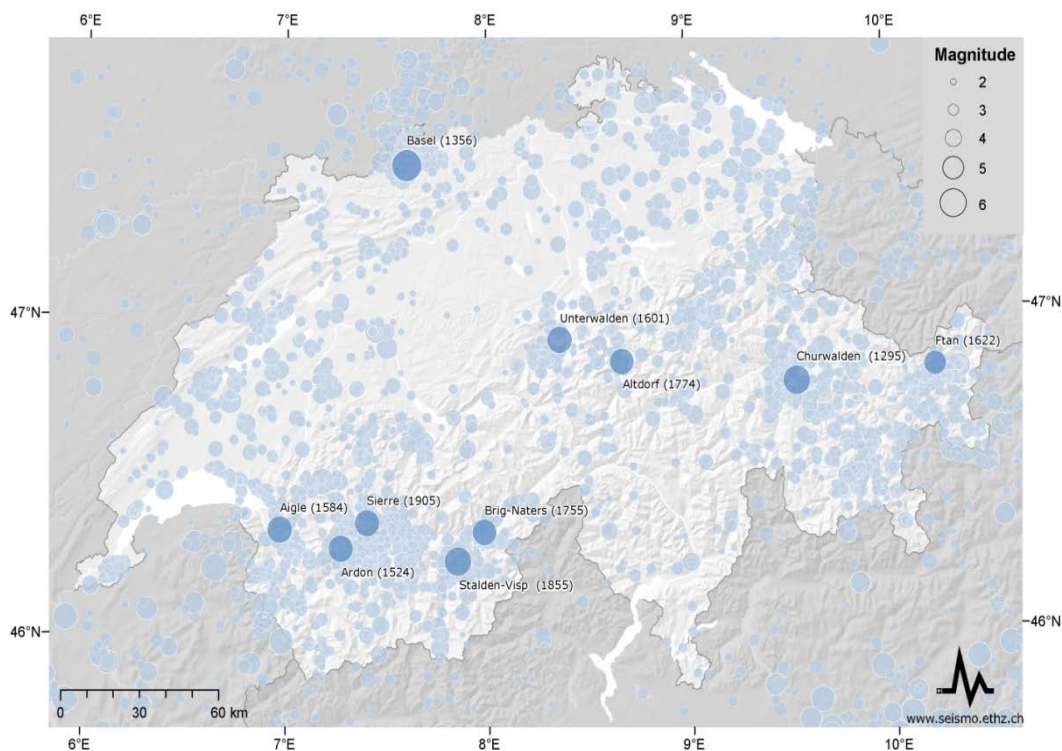 6°E 7°E 8°E 9°E 10°E
Magnitude
2
3
4
5
6
Basel (1356)
47°N 47°N
Unterwalden (1601)
Altdorf (1774)
Churwalden (1295)
Ftan (1622)
Aigle (1584)
Sierre (1905)
Brig-Naters (1755)
Ardon (1524)
Stalden-Visp (1855)
46°N 46°N
0 30 60 km
www.seismo.ethz.ch
6°E 7°E 8°E 9°E 10°E